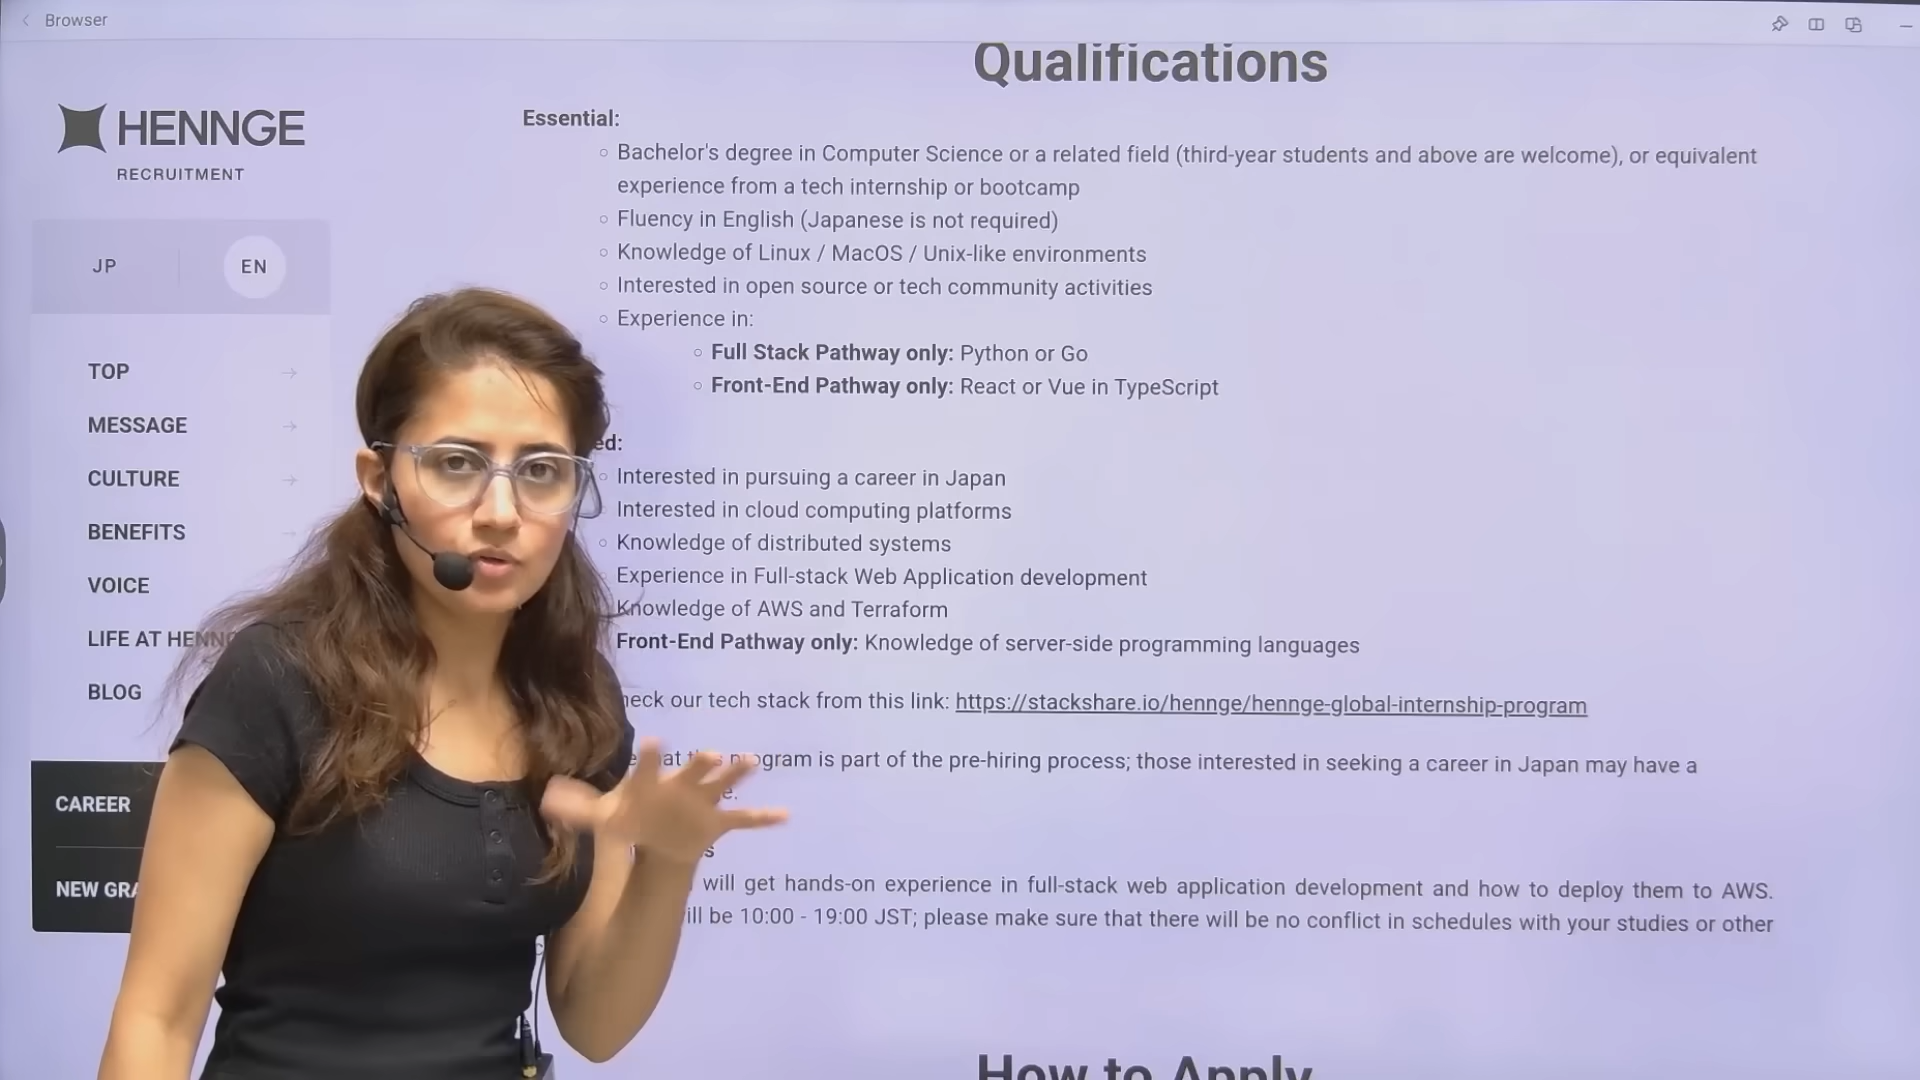 Browser
Qualifications
HENNGE
RECRUITMENT
JP
EN
TOP
MESSAGE
CULTURE
BENEFITS
VOICE
LIFE AT HENNG
BLOG
CAREER
NEW GRA
Essential:
Bachelor's degree in Computer Science or a related field (third-year students and above are welcome), or equivalent
experience from a tech internship or bootcamp
Fluency in English (Japanese is not required)
Knowledge of Linux / MacOS / Unix-like environments
Interested in open source or tech community activities
Experience in:
Full Stack Pathway only: Python or Go
Front-End Pathway only: React or Vue in TypeScript
ed:
Interested in pursuing a career in Japan
Interested in cloud computing platforms
Knowledge of distributed systems
Experience in Full-stack Web Application development
Knowledge of AWS and Terraform
Front-End Pathway only: Knowledge of server-side programming languages
heck our tech stack from this link: https://stackshare.io/hennge/hennge-global-internship-program
program is part of the pre-hiring process; those interested in seeking a career in Japan may have a
e.
s
will get hands-on experience in full-stack web application development and how to deploy them to AWS.
ill be 10:00 - 19:00 JST; please make sure that there will be no conflict in schedules with your studies or other
How to Apply